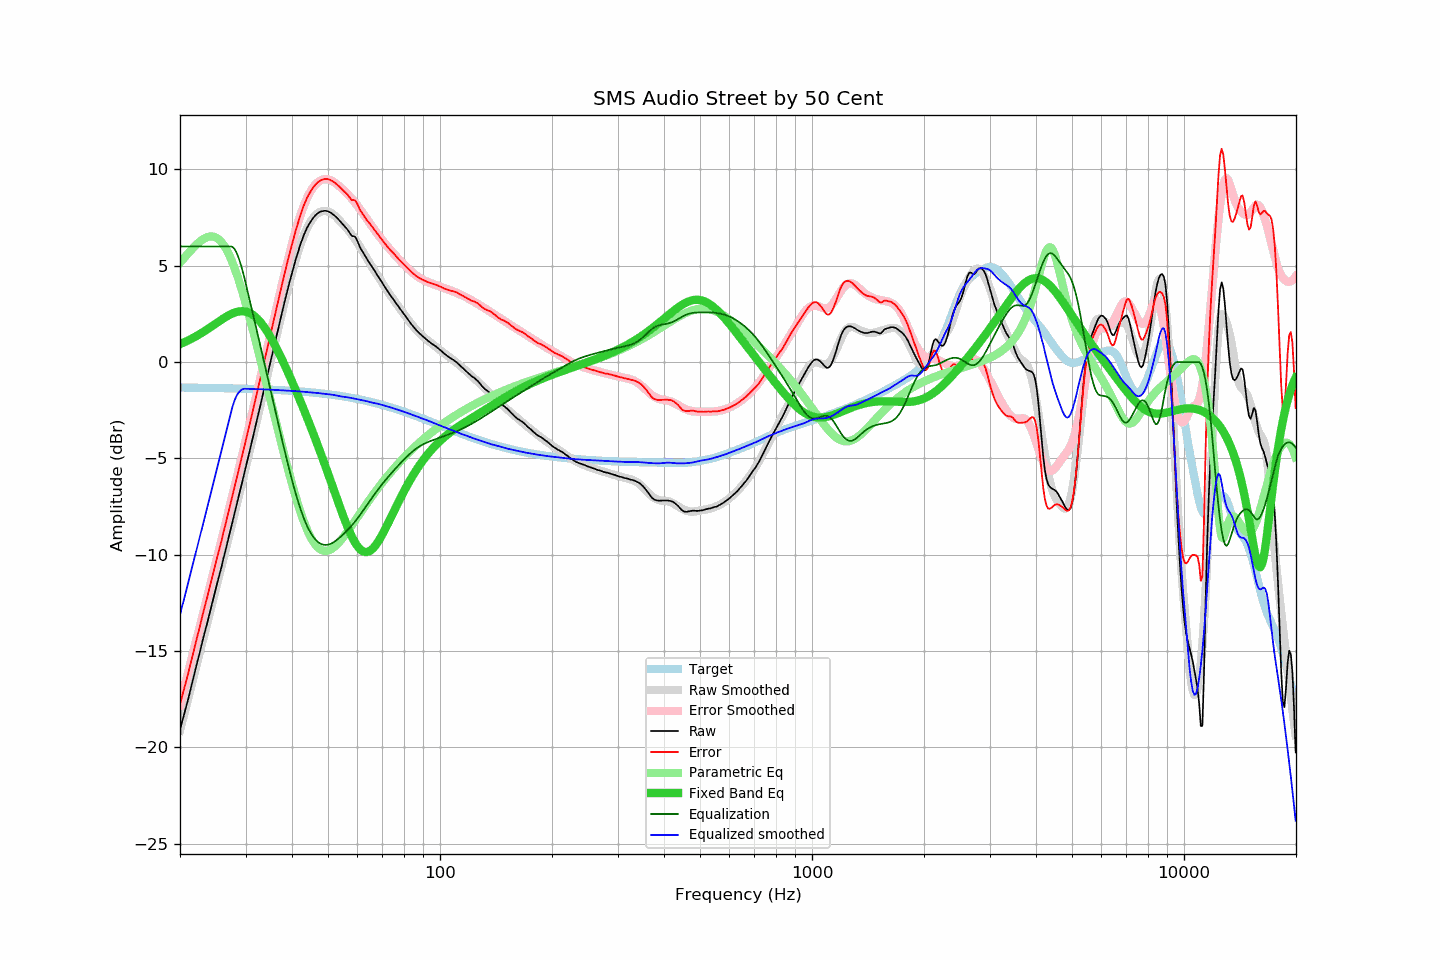 SMS Audio Street by 50 Cent
Amplitude (dBr)
10
5
0
−5
−10
−15
−20
−25
Target
Raw Smoothed
Error Smoothed
Raw
Error
Parametric Eq
Fixed Band Eq
Equalization
Equalized smoothed
100
1000
10000
Frequency (Hz)